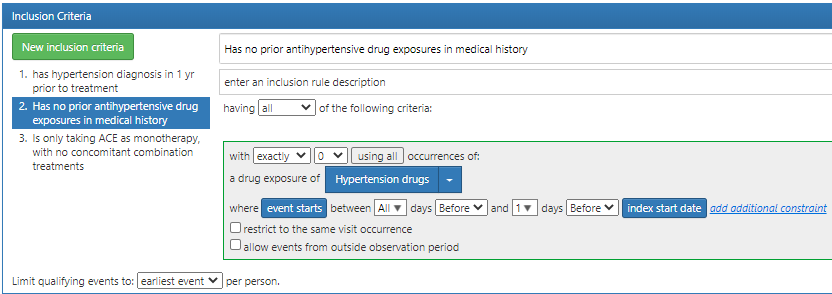 Inclusion Criteria
New inclusion criteria
1. has hypertension diagnosis in 1 yr
prior to treatment
2. Has no prior antihypertensive drug
exposures in medical history
3. Is only taking ACE as monotherapy,
with no concomitant combination
treatments
Has no prior antihypertensive drug exposures in medical history
enter an inclusion rule description
having all of the following criteria:
with exactly 0 using all occurrences of:
a drug exposure of Hypertension drugs
where event starts between All days Before and 1 days Before index start date add additional constraint
restrict to the same visit occurrence
allow events from outside observation period
Limit qualifying events to: earliest event per person.